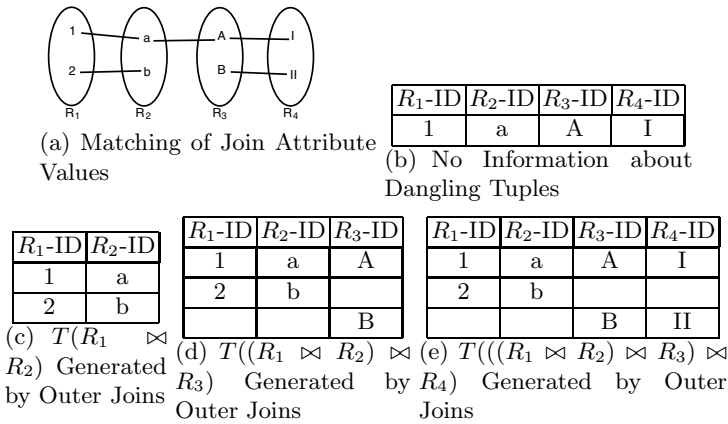 1 a A I
2 b B II
R1 R2 R3 R4
(a) Matching of Join Attribute
Values
R1-ID R2-ID R3-ID R4-ID
1 a A I
(b) No Information about
Dangling Tuples
R1-ID R2-ID
1 a
2 b
(c) T(R1 ⋈
R2) Generated
by Outer Joins
R1-ID R2-ID R3-ID
1 a A
2 b
B
(d) T((R1 ⋈ R2) ⋈
R3) Generated by
Outer Joins
R1-ID R2-ID R3-ID R4-ID
1 a A I
2 b
B II
(e) T(((R1 ⋈ R2) ⋈ R3) ⋈
R4) Generated by Outer
Joins